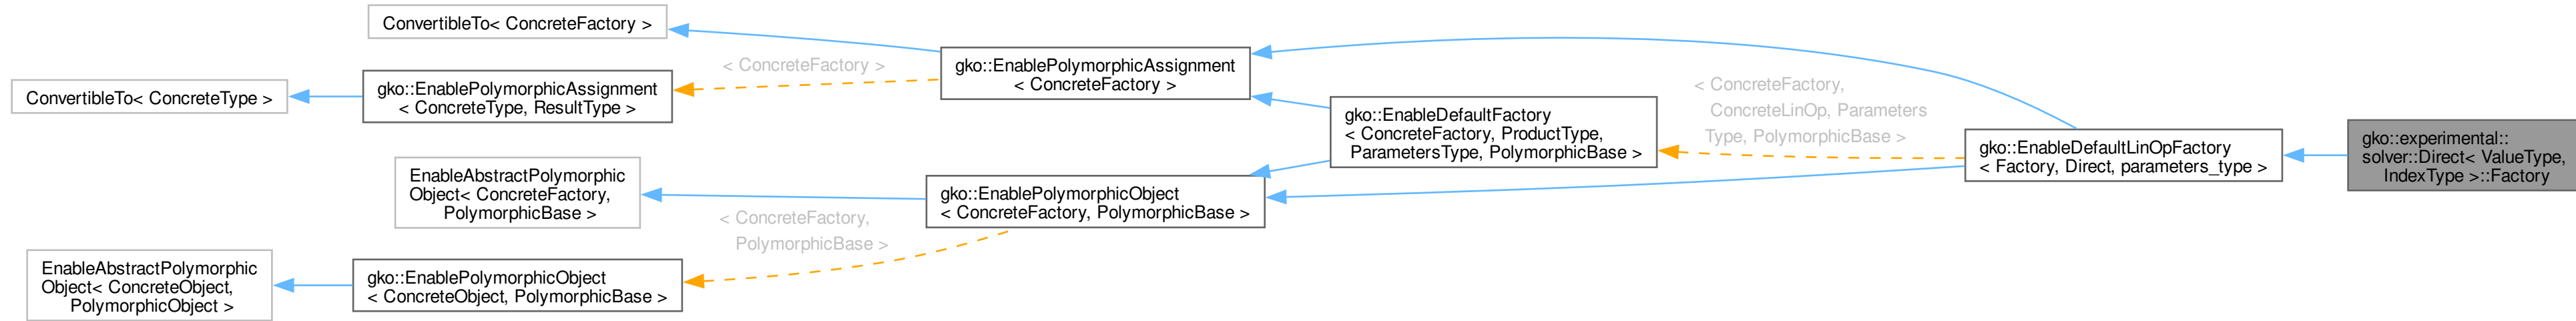 ConvertibleTo< ConcreteFactory >
ConvertibleTo< ConcreteType >
gko::EnablePolymorphicAssignment
< ConcreteType, ResultType >
< ConcreteFactory >
gko::EnablePolymorphicAssignment
< ConcreteFactory >
EnableAbstractPolymorphic
Object< ConcreteFactory,
PolymorphicBase >
EnableAbstractPolymorphic
Object< ConcreteObject,
PolymorphicObject >
gko::EnablePolymorphicObject
< ConcreteObject, PolymorphicBase >
< ConcreteFactory,
PolymorphicBase >
gko::EnablePolymorphicObject
< ConcreteFactory, PolymorphicBase >
gko::EnableDefaultFactory
< ConcreteFactory, ProductType,
ParametersType, PolymorphicBase >
< ConcreteFactory,
ConcreteLinOp, Parameters
Type, PolymorphicBase >
gko::EnableDefaultLinOpFactory
< Factory, Direct, parameters_type >
gko::experimental::
solver::Direct< ValueType,
IndexType >::Factory